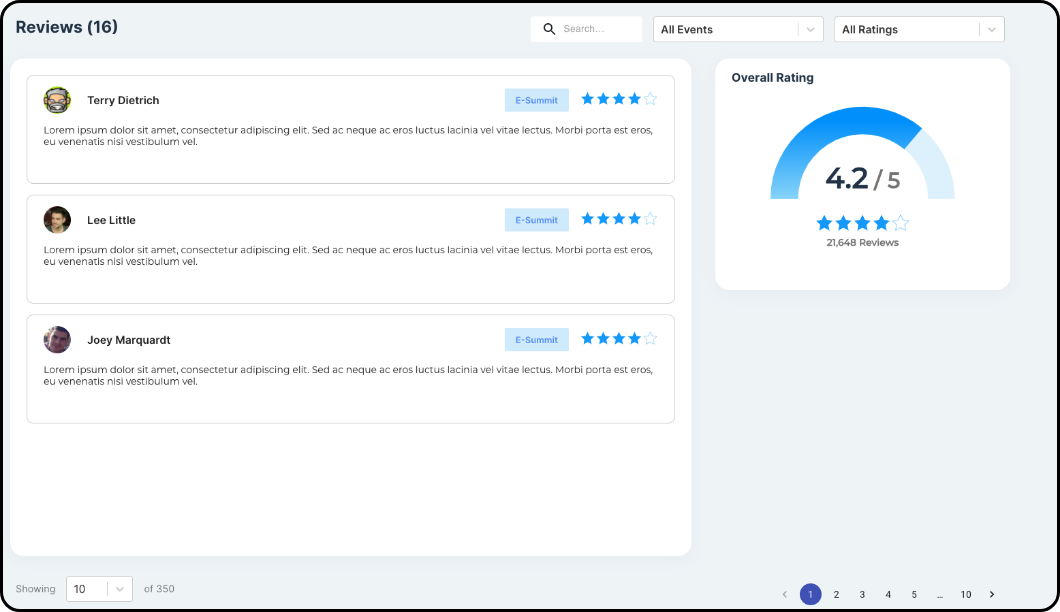 Reviews (16)
Search...
All Events
All Ratings
Terry Dietrich
E-Summit
Lorem ipsum dolor sit amet, consectetur adipiscing elit. Sed ac neque ac eros luctus lacinia vel vitae lectus. Morbi porta est eros,
eu venenatis nisi vestibulum vel.
Lee Little
E-Summit
Lorem ipsum dolor sit amet, consectetur adipiscing elit. Sed ac neque ac eros luctus lacinia vel vitae lectus. Morbi porta est eros,
eu venenatis nisi vestibulum vel.
Joey Marquardt
E-Summit
Lorem ipsum dolor sit amet, consectetur adipiscing elit. Sed ac neque ac eros luctus lacinia vel vitae lectus. Morbi porta est eros,
eu venenatis nisi vestibulum vel.
Overall Rating
4.2 / 5
21,648 Reviews
Showing 10 of 350
1 2 3 4 5 ... 10